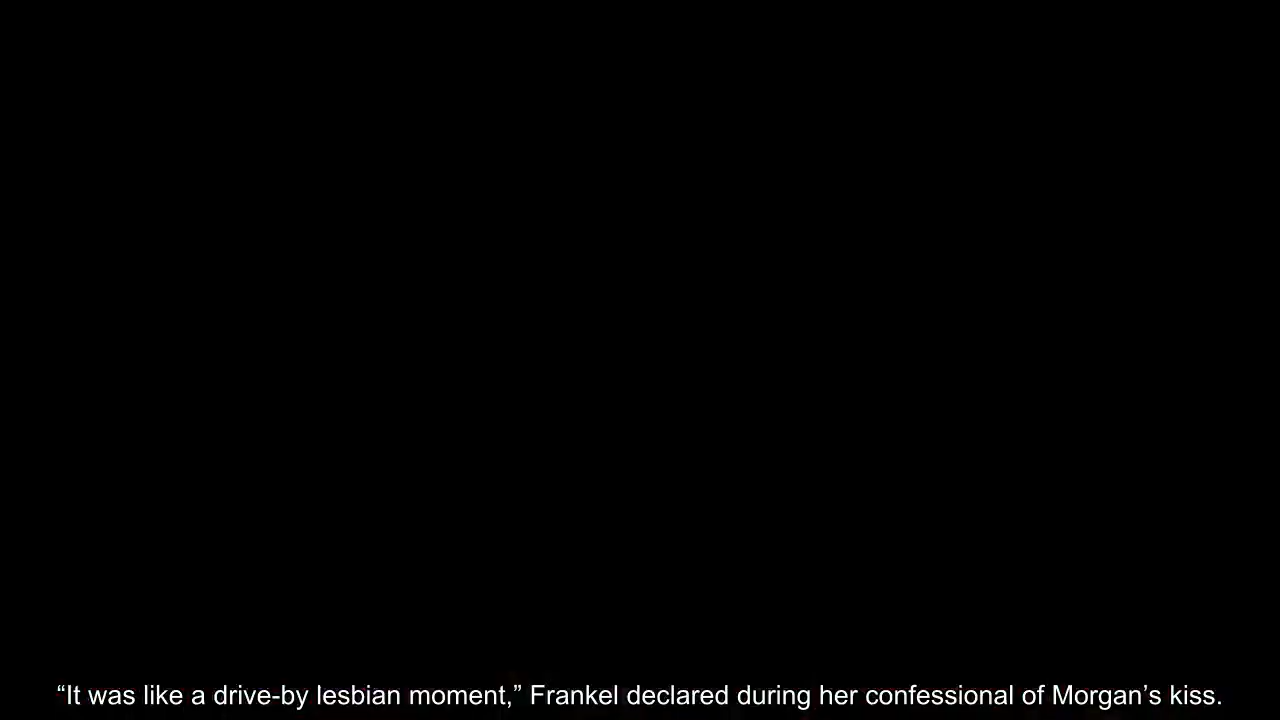 “It was like a drive-by lesbian moment,” Frankel declared during her confessional of Morgan’s kiss.